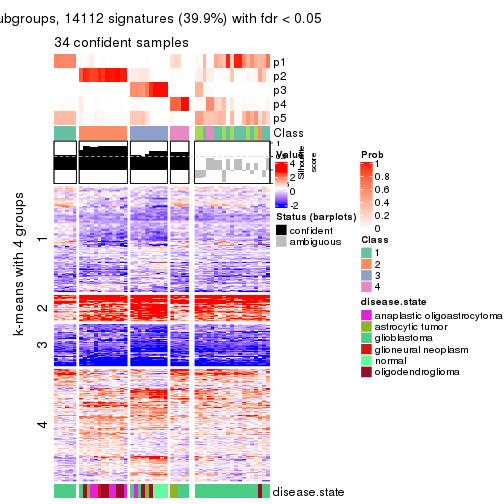 ubgroups, 14112 signatures (39.9%) with fdr < 0.05
34 confident samples
p1
p2
p3
p4
p5
Class
1
Silhouette
score
Value
4
2
0
-2
Status (barplots)
confident
ambiguous
Prob
1
0.8
0.6
0.4
0.2
0
Class
1
2
3
4
disease.state
anaplastic oligoastrocytoma
astrocytic tumor
glioblastoma
glioneural neoplasm
normal
oligodendroglioma
k-means with 4 groups
1
2
3
4
disease.state